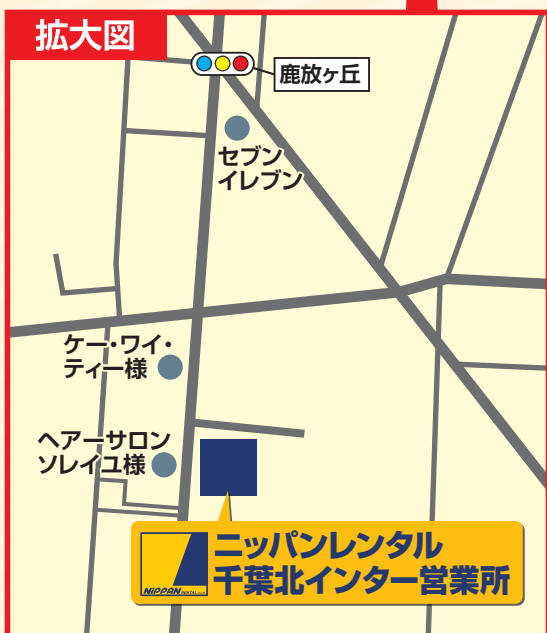 拡大図
鹿放ヶ丘
セブン
イレブン
ケー・ワイ・
ティー様
ヘアーサロン
ソレイユ様
ニッパンレンタル
千葉北インター営業所
NIPPAN RENTAL